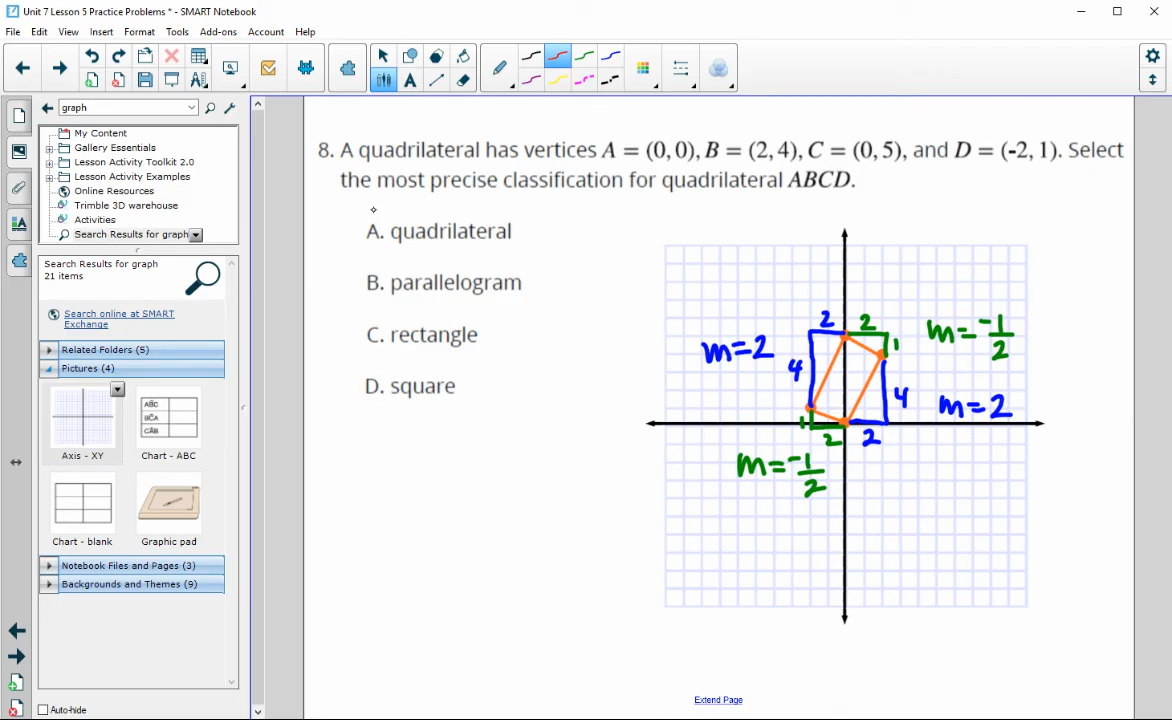 Unit 7 Lesson 5 Practice Problems * - SMART Notebook
File Edit View Insert Format Tools Add-ons Account Help
graph
My Content
Gallery Essentials
Lesson Activity Toolkit 2.0
Lesson Activity Examples
Online Resources
Trimble 3D warehouse
Activities
Search Results for graph
Search Results for graph
21 items
Search online at SMART
Exchange
Related Folders (5)
Pictures (4)
Axis - XY
Chart - ABC
Chart - blank
Graphic pad
Notebook Files and Pages (3)
Backgrounds and Themes (9)
Auto-hide
8. A quadrilateral has vertices A = (0, 0), B = (2, 4), C = (0, 5), and D = (-2, 1). Select
the most precise classification for quadrilateral ABCD.
A. quadrilateral
B. parallelogram
C. rectangle
D. square
2 2
m=2
4
1
m=-1/2
4
m=2
1
2
2
m=-1/2
Extend Page